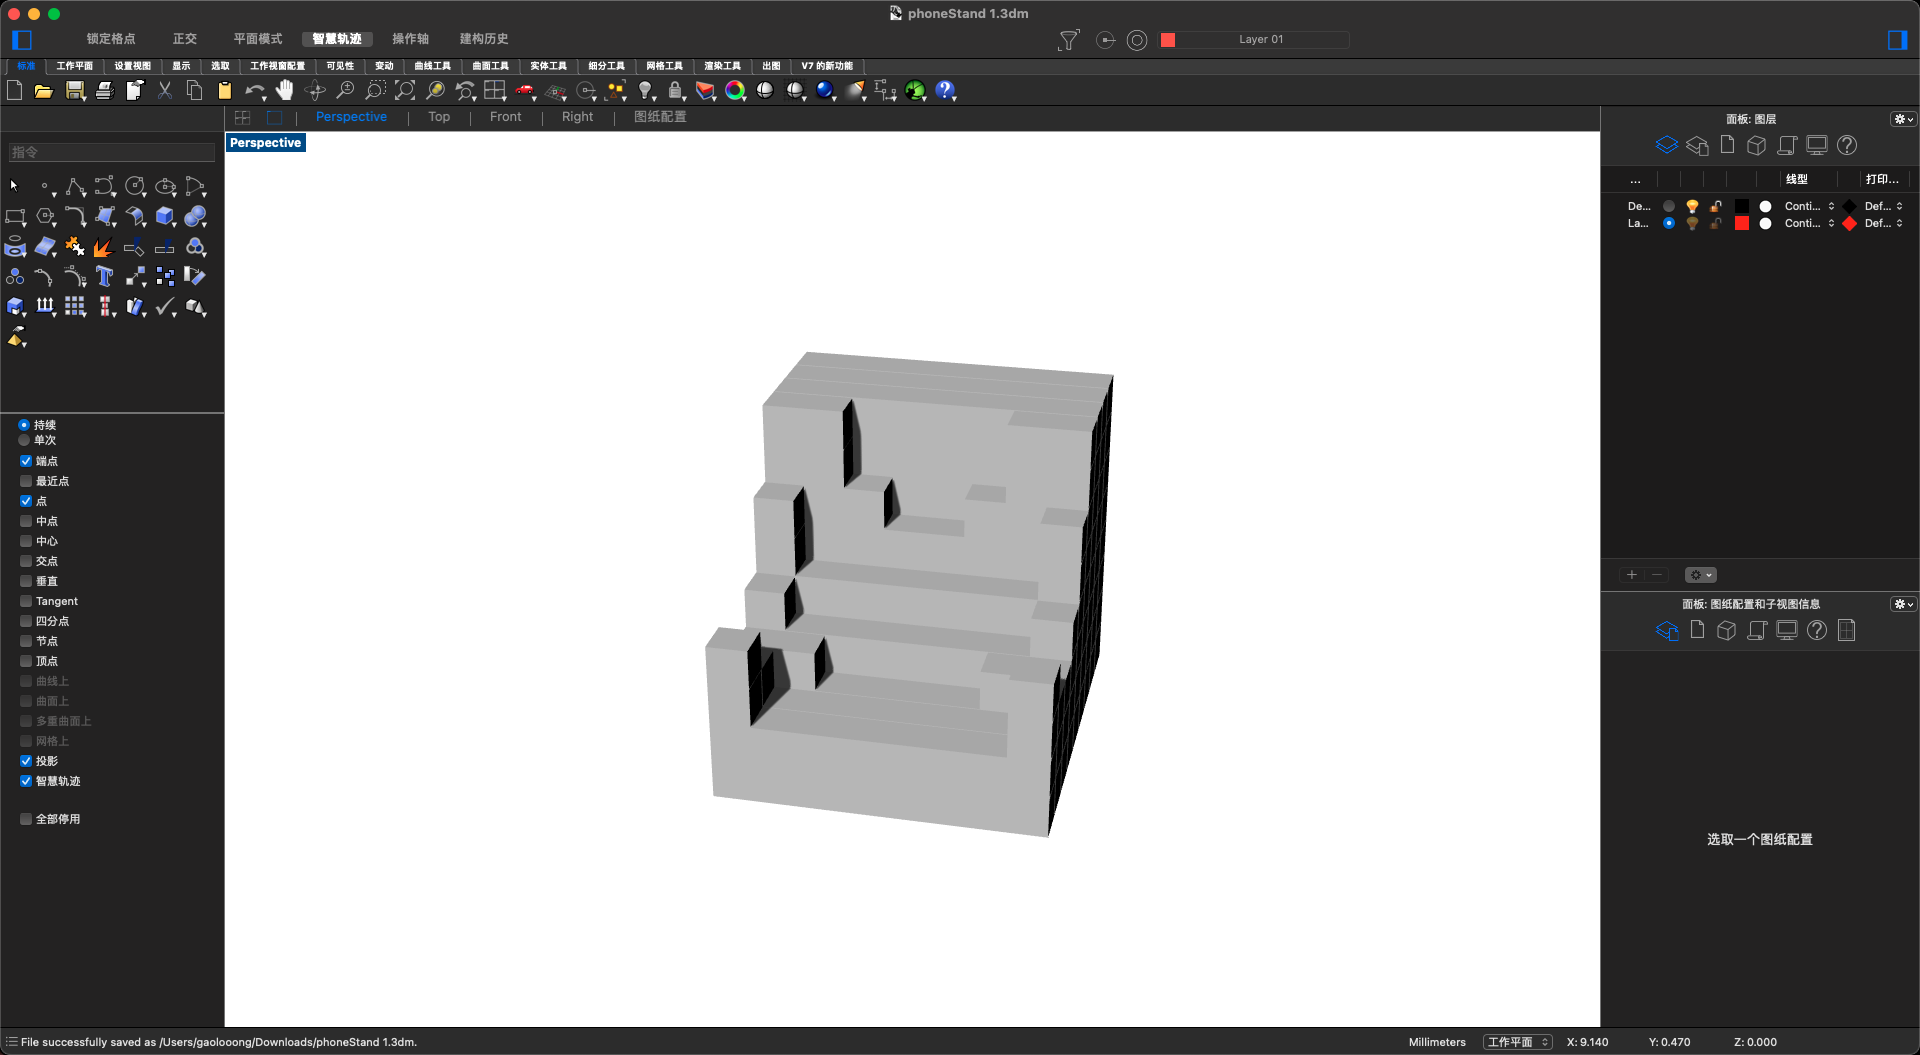 phoneStand 1.3dm
锁定格点 正交 平面模式 智慧轨迹 操作轴 建构历史 Layer 01
标准 工作平面 设置视图 显示 选取 工作视窗配置 可见性 变动 曲线工具 曲面工具 实体工具 细分工具 网格工具 渲染工具 出图 V7 的新功能
Perspective Top Front Right 图纸配置
Perspective
指令
持续
单次
端点
最近点
点
中点
中心
交点
垂直
Tangent
四分点
节点
顶点
曲线上
曲面上
多重曲面上
网格上
投影
智慧轨迹
全部停用
面板: 图层
... 线型 打印...
De... Conti... Def...
La... Conti... Def...
面板: 图纸配置和子视图信息
选取一个图纸配置
File successfully saved as /Users/gaolooong/Downloads/phoneStand 1.3dm. Millimeters 工作平面 X: 9.140 Y: 0.470 Z: 0.000